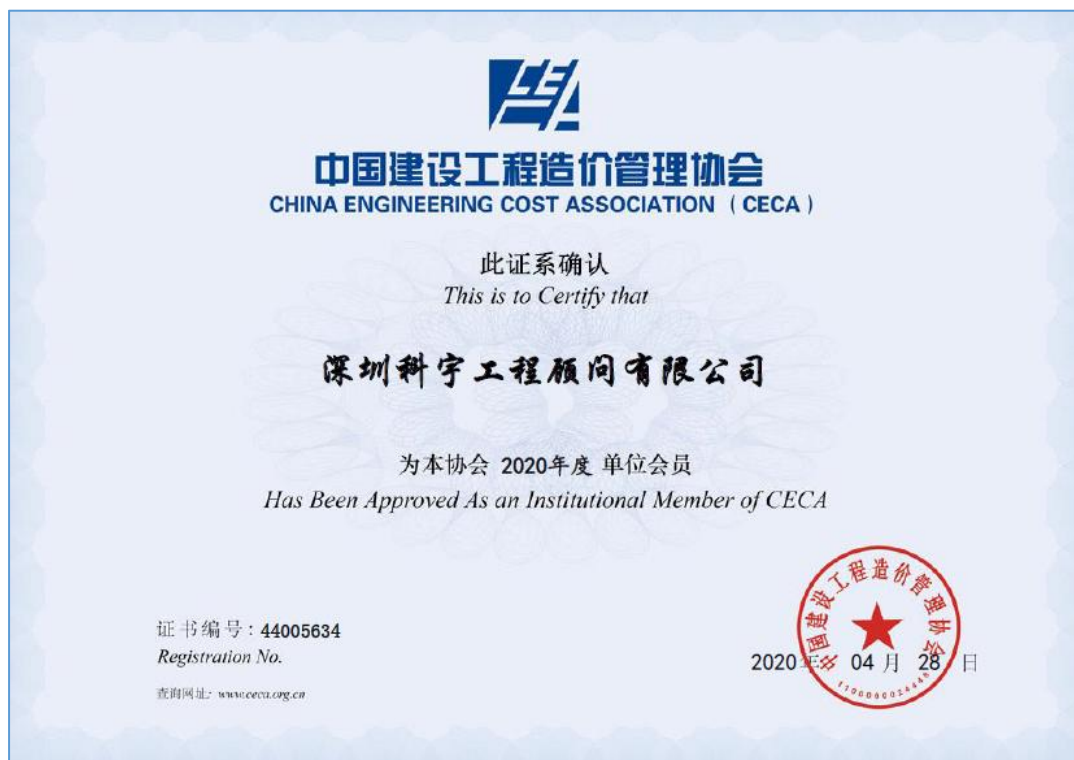 中国建设工程造价管理协会
CHINA ENGINEERING COST ASSOCIATION ( CECA )
此证系确认
This is to Certify that
深圳科宇工程顾问有限公司
为本协会 2020年度 单位会员
Has Been Approved As an Institutional Member of CECA
证书编号: 44005634
Registration No.
查询网址: www.ceca.org.cn
中国建设工程造价管理协会
2020年 04 月 28 日